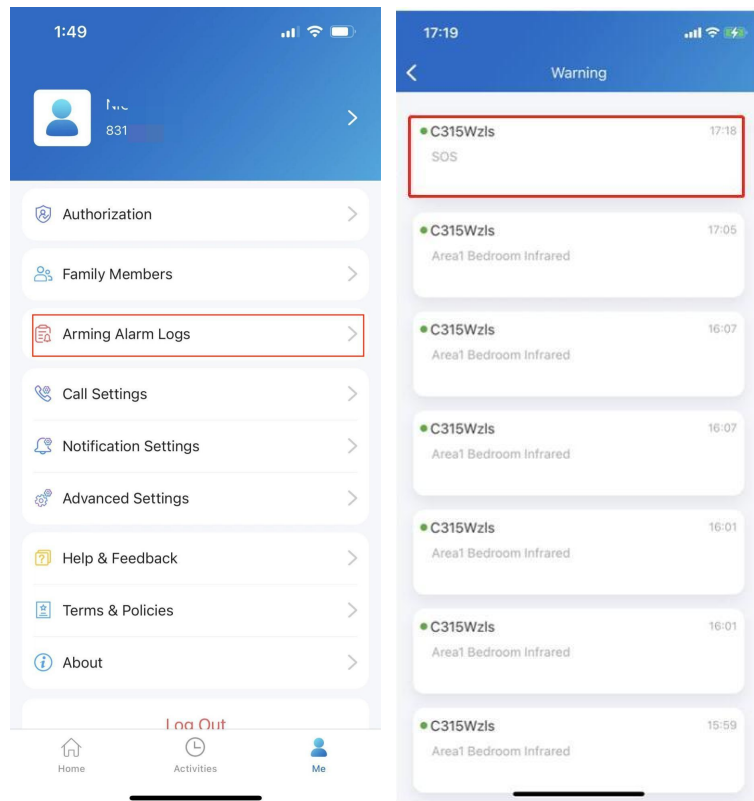 1:49
831
Authorization
Family Members
Arming Alarm Logs
Call Settings
Notification Settings
Advanced Settings
Help & Feedback
Terms & Policies
About
Log Out
Home Activities Me
17:19
Warning
C315Wzls 17:18
SOS
C315Wzls 17:05
Area1 Bedroom Infrared
C315Wzls 16:07
Area1 Bedroom Infrared
C315Wzls 16:07
Area1 Bedroom Infrared
C315Wzls 16:01
Area1 Bedroom Infrared
C315Wzls 16:01
Area1 Bedroom Infrared
C315Wzls 15:59
Area1 Bedroom Infrared